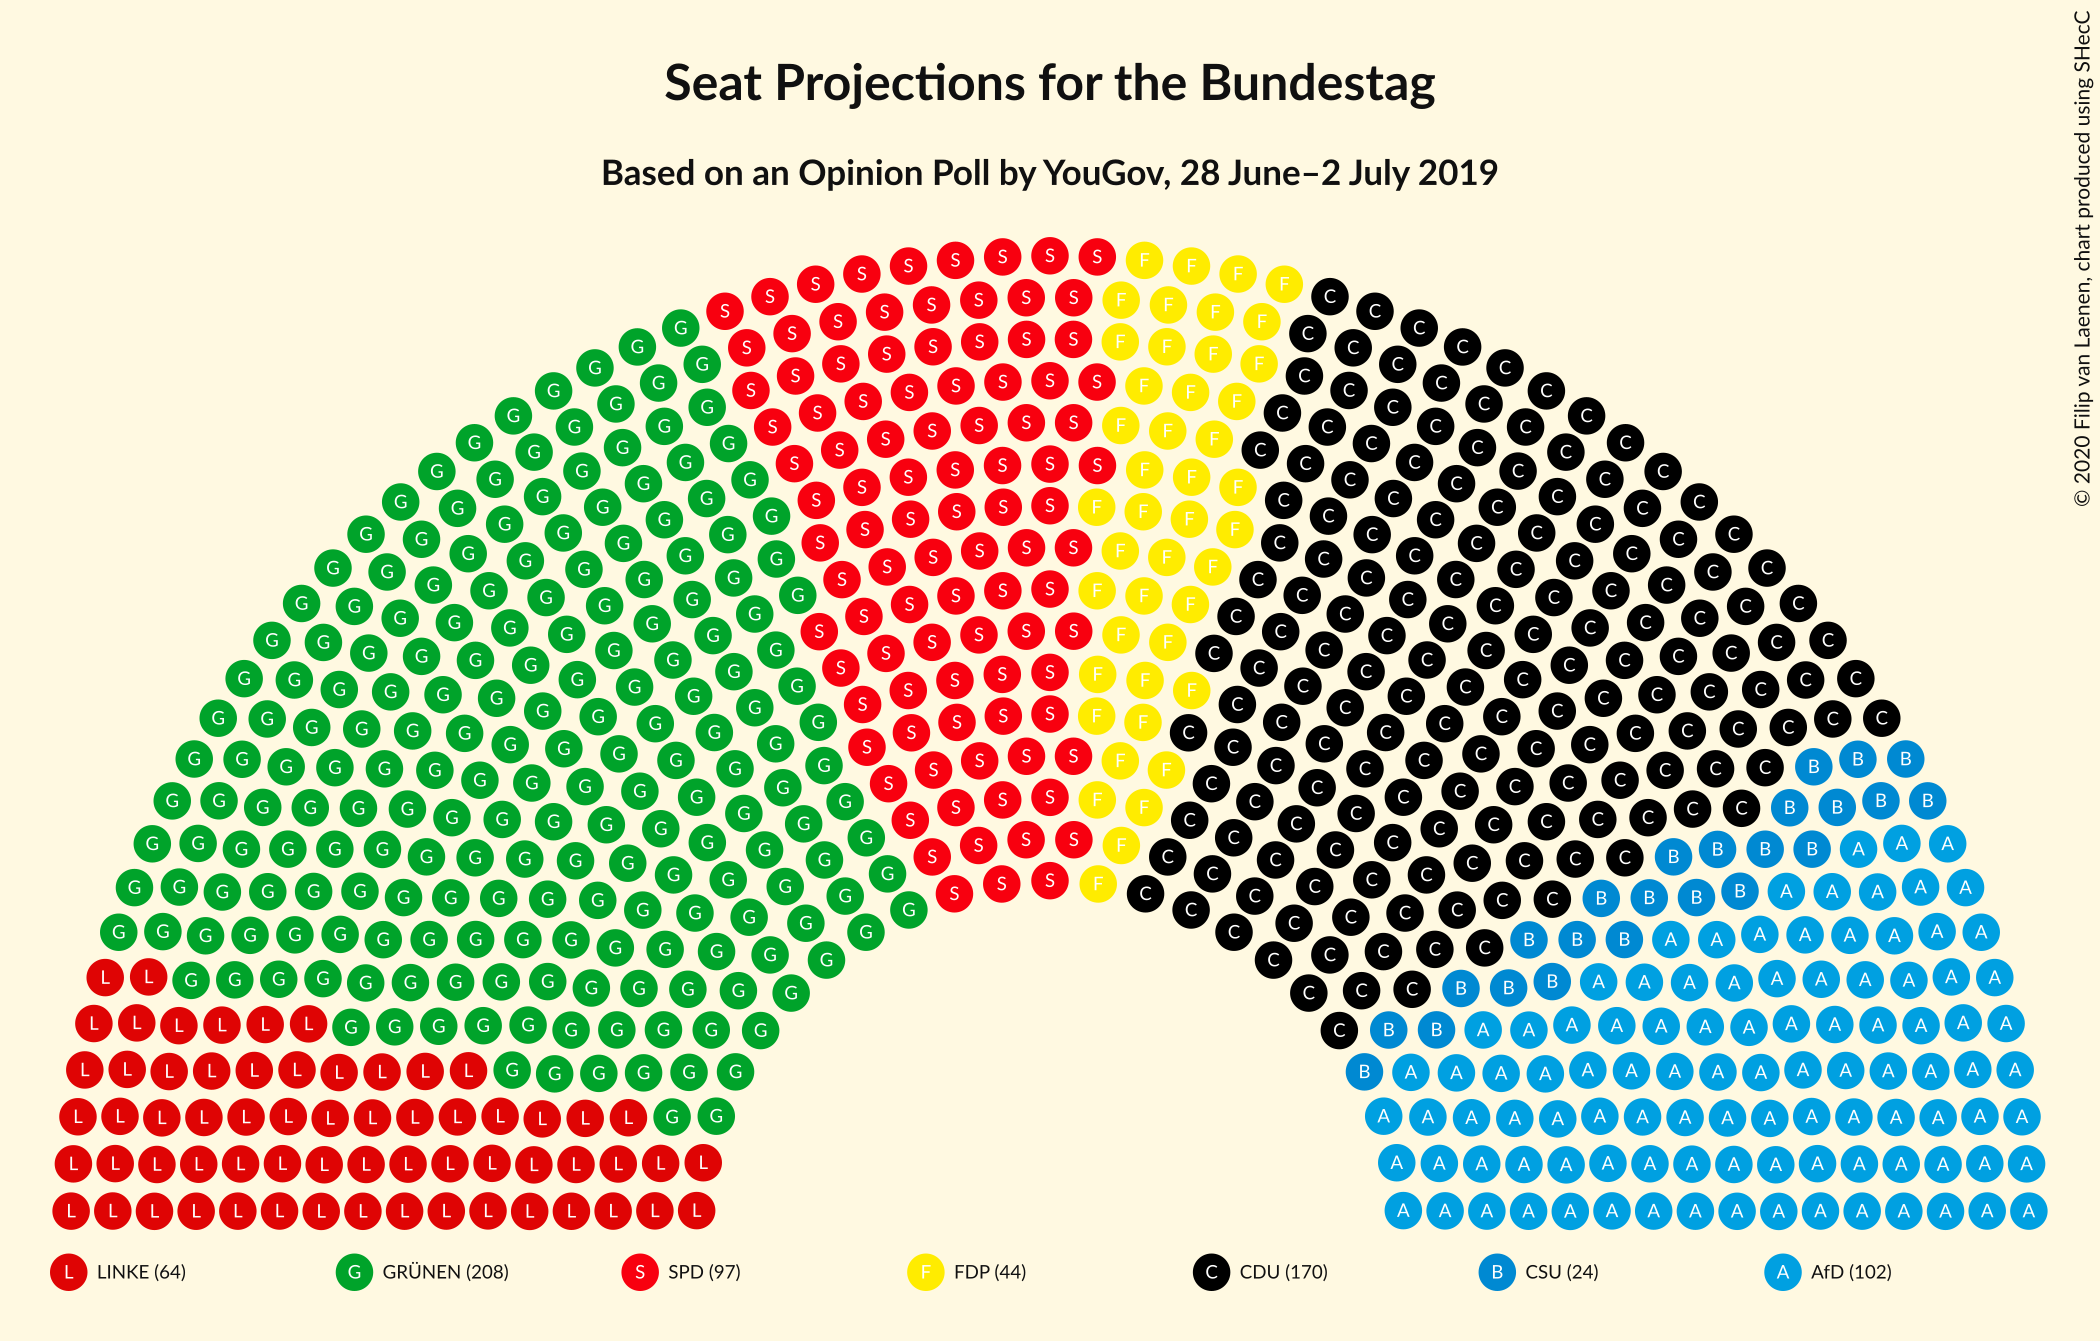 Seat Projections for the Bundestag
Based on an Opinion Poll by YouGov, 28 June–2 July 2019
© 2020 Filip van Laenen, chart produced using SHecC
L LINKE (64) G GRÜNEN (208) S SPD (97) F FDP (44) C CDU (170) B CSU (24) A AfD (102)